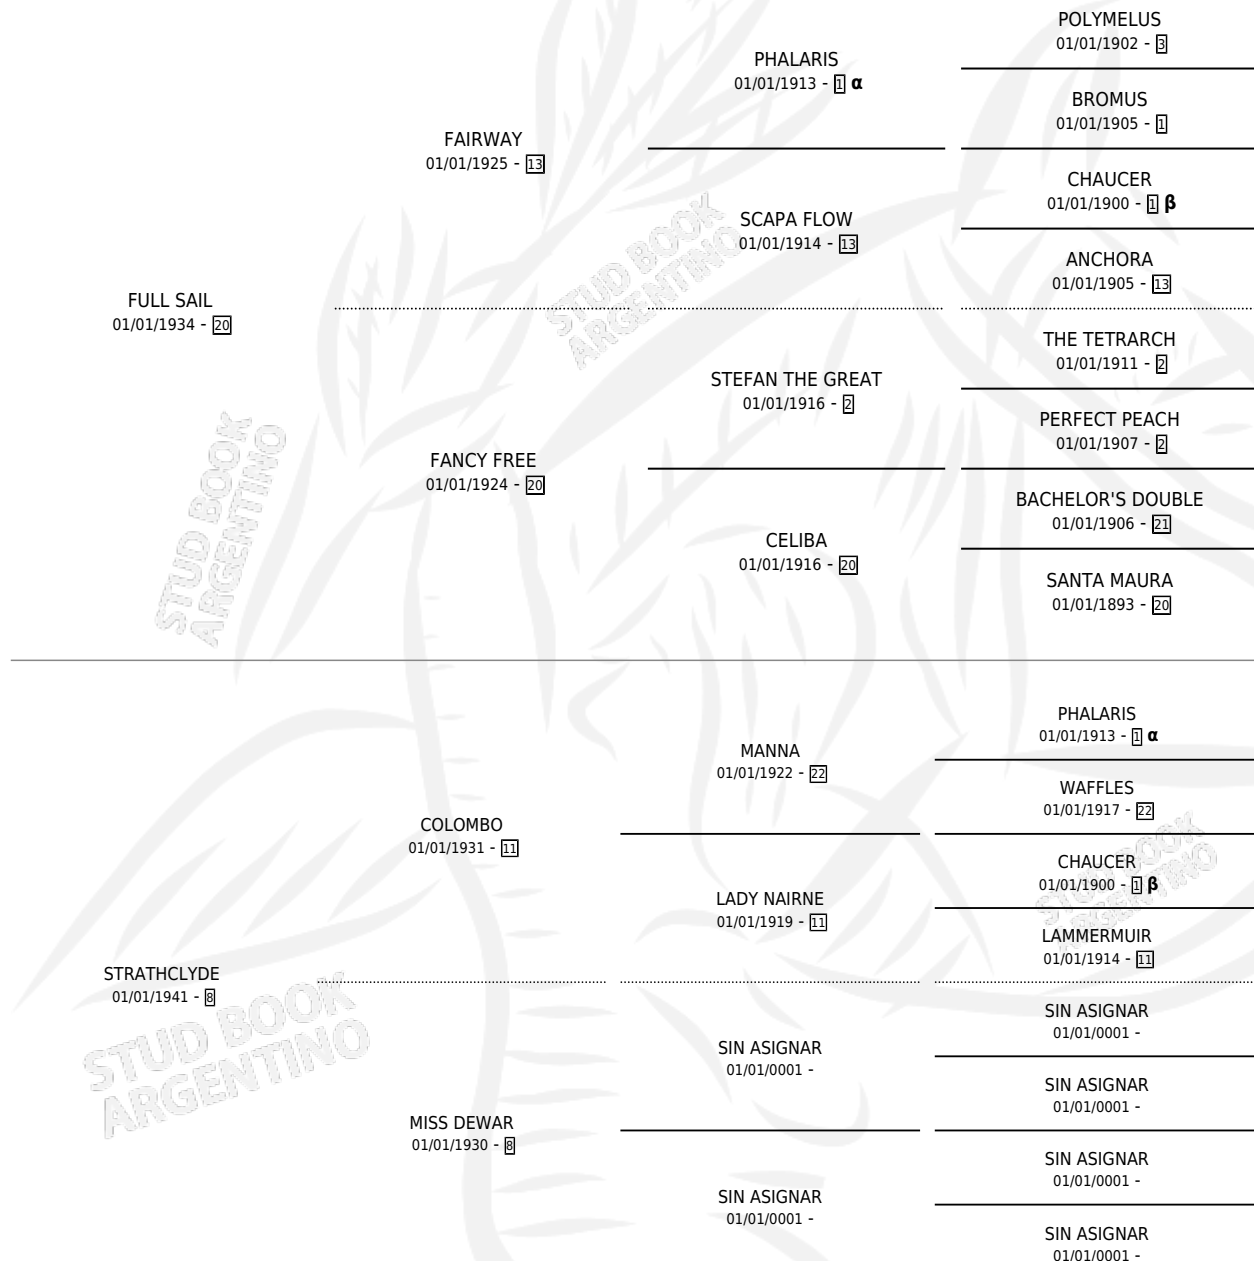 POLYMELUS
01/01/1902 - 3
PHALARIS
01/01/1913 - 1 α
BROMUS
01/01/1905 - 1
FAIRWAY
01/01/1925 - 13
CHAUCER
01/01/1900 - 1 β
SCAPA FLOW
01/01/1914 - 13
ANCHORA
01/01/1905 - 13
FULL SAIL
01/01/1934 - 20
THE TETRARCH
01/01/1911 - 2
STEFAN THE GREAT
01/01/1916 - 2
PERFECT PEACH
01/01/1907 - 2
FANCY FREE
01/01/1924 - 20
BACHELOR'S DOUBLE
01/01/1906 - 21
CELIBA
01/01/1916 - 20
SANTA MAURA
01/01/1893 - 20
PHALARIS
01/01/1913 - 1 α
MANNA
01/01/1922 - 22
WAFFLES
01/01/1917 - 22
COLOMBO
01/01/1931 - 11
CHAUCER
01/01/1900 - 1 β
LADY NAIRNE
01/01/1919 - 11
LAMMERMUIR
01/01/1914 - 11
STRATHCLYDE
01/01/1941 - 8
SIN ASIGNAR
01/01/0001 -
SIN ASIGNAR
01/01/0001 -
SIN ASIGNAR
01/01/0001 -
MISS DEWAR
01/01/1930 - 8
SIN ASIGNAR
01/01/0001 -
SIN ASIGNAR
01/01/0001 -
SIN ASIGNAR
01/01/0001 -
STUD BOOK
ARGENTINO
STUD BOOK
ARGENTINO
STUD BOOK
ARGENTINO
STUD BOOK
ARGENTINO